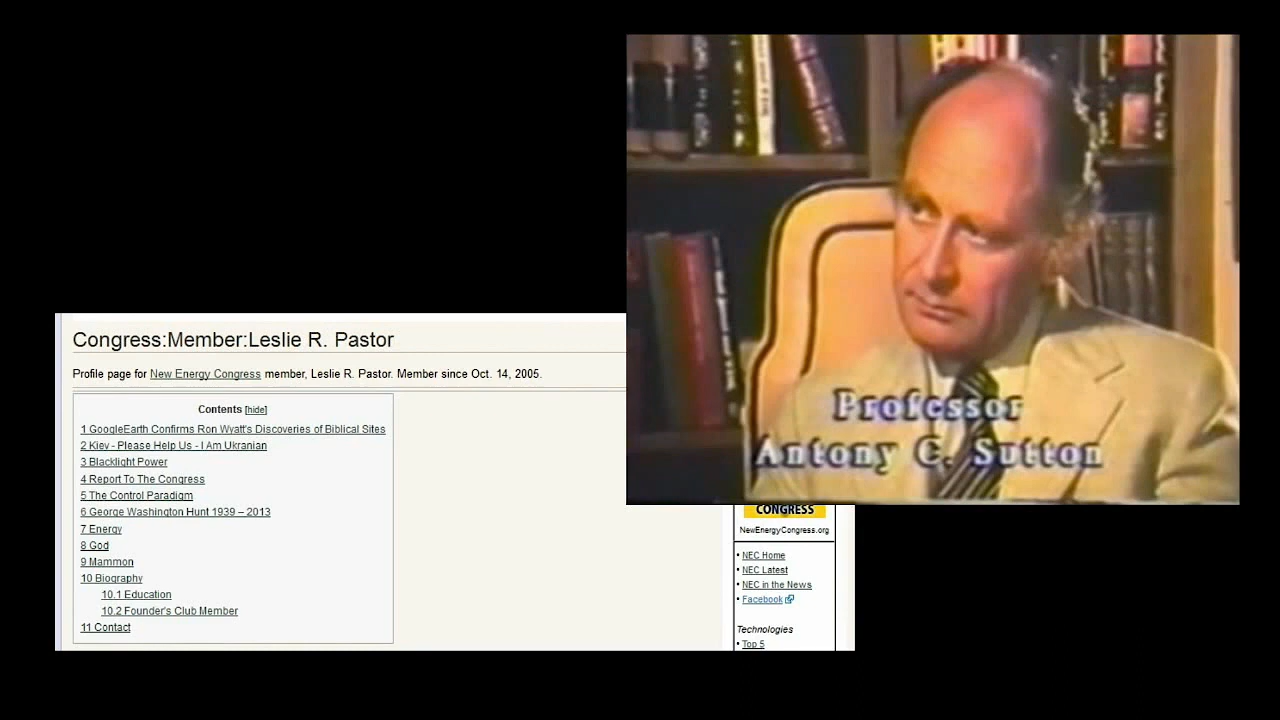 Congress:Member:Leslie R. Pastor
Profile page for New Energy Congress member, Leslie R. Pastor. Member since Oct. 14, 2005.
Contents [hide]
1 GoogleEarth Confirms Ron Wyatt's Discoveries of Biblical Sites
2 Kiev - Please Help Us - I Am Ukranian
3 Blacklight Power
4 Report To The Congress
5 The Control Paradigm
6 George Washington Hunt 1939 – 2013
7 Energy
8 God
9 Mammon
10 Biography
10.1 Education
10.2 Founder's Club Member
11 Contact
Professor
Antony C. Sutton
CONGRESS
NewEnergyCongress.org
• NEC Home
• NEC Latest
• NEC in the News
• Facebook
Technologies
• Top 5